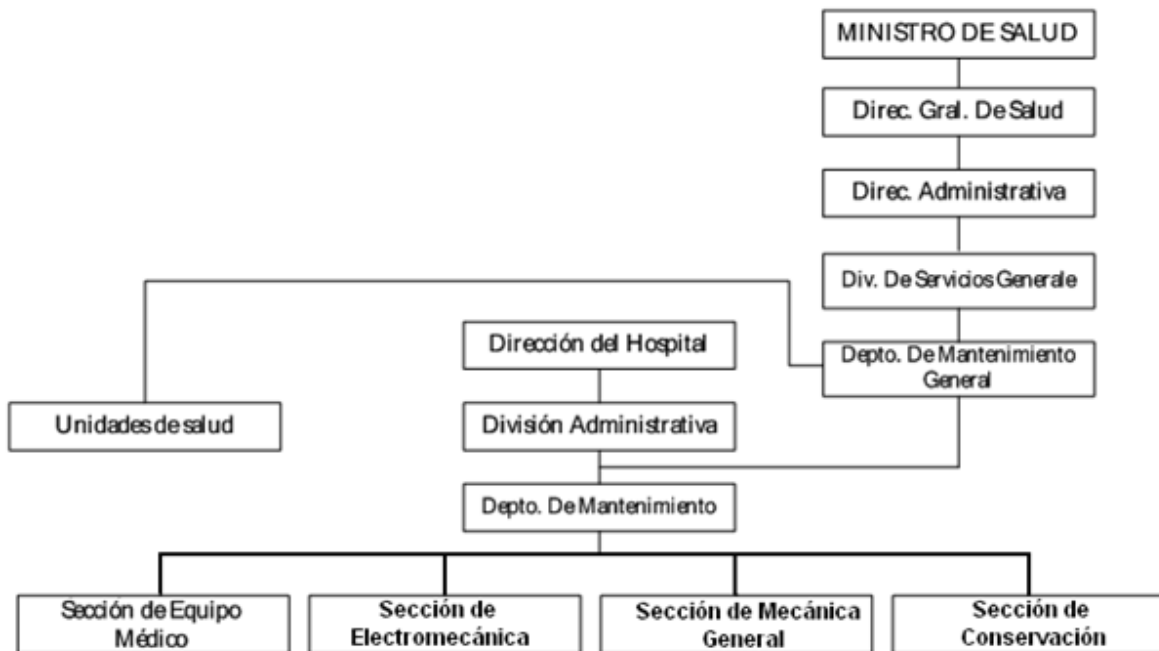 MINISTRO DE SALUD
Direc. Gral. De Salud
Direc. Administrativa
Div. De Servicios Generale
Dirección del Hospital
Depto. De Mantenimiento
General
Unidades de salud
División Administrativa
Depto. De Mantenimiento
Sección de Equipo
Médico
Sección de
Electromecánica
Sección de Mecánica
General
Sección de
Conservación